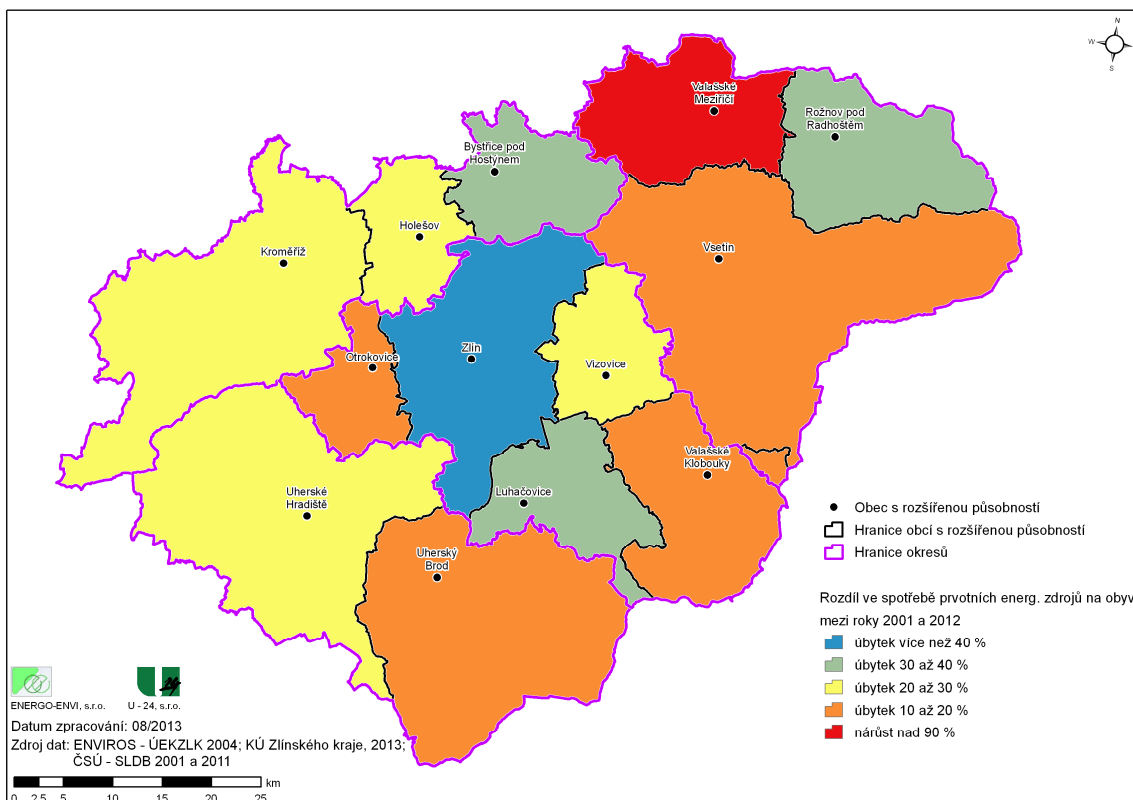 N
W
S
Valašské
Meziříčí
Rožnov pod
Radhoštěm
Bystřice pod
Hostýnem
Holešov
Kroměříž
Vsetín
Otrokovice
Zlín
Vizovice
Valašské
Klobouky
Luhačovice
Uherské
Hradiště
Uherský
Brod
Obec s rozšířenou působností
Hranice obcí s rozšířenou působností
Hranice okresů
Rozdíl ve spotřebě prvotních energ. zdrojů na obyv
mezi roky 2001 a 2012
úbytek více než 40 %
úbytek 30 až 40 %
úbytek 20 až 30 %
úbytek 10 až 20 %
nárůst nad 90 %
ENERGO-ENVI, s.r.o. U - 24, s.r.o.
Datum zpracování: 08/2013
Zdroj dat: ENVIROS - ÚEKZLK 2004; KÚ Zlínského kraje, 2013;
ČSÚ - SLDB 2001 a 2011
km
0 2,5 5 10 15 20 25